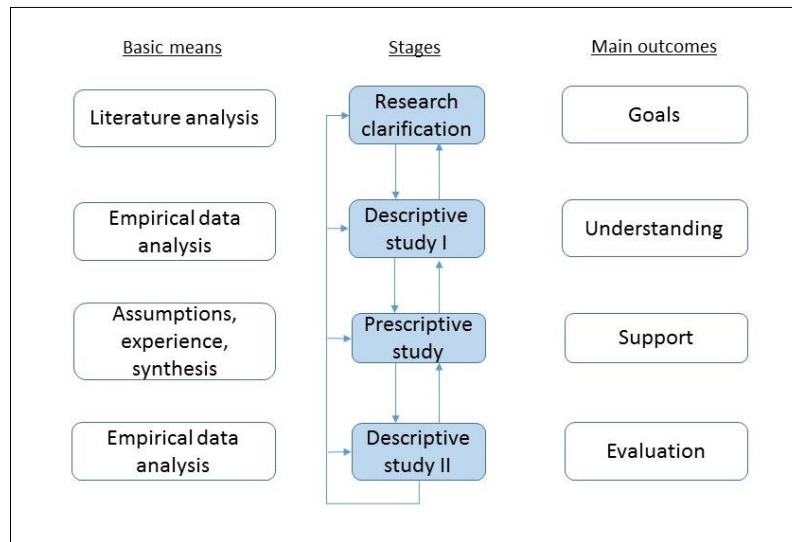 Basic means
Stages
Main outcomes
Literature analysis
Research
clarification
Goals
Empirical data
analysis
Descriptive
study I
Understanding
Assumptions,
experience,
synthesis
Prescriptive
study
Support
Empirical data
analysis
Descriptive
study II
Evaluation